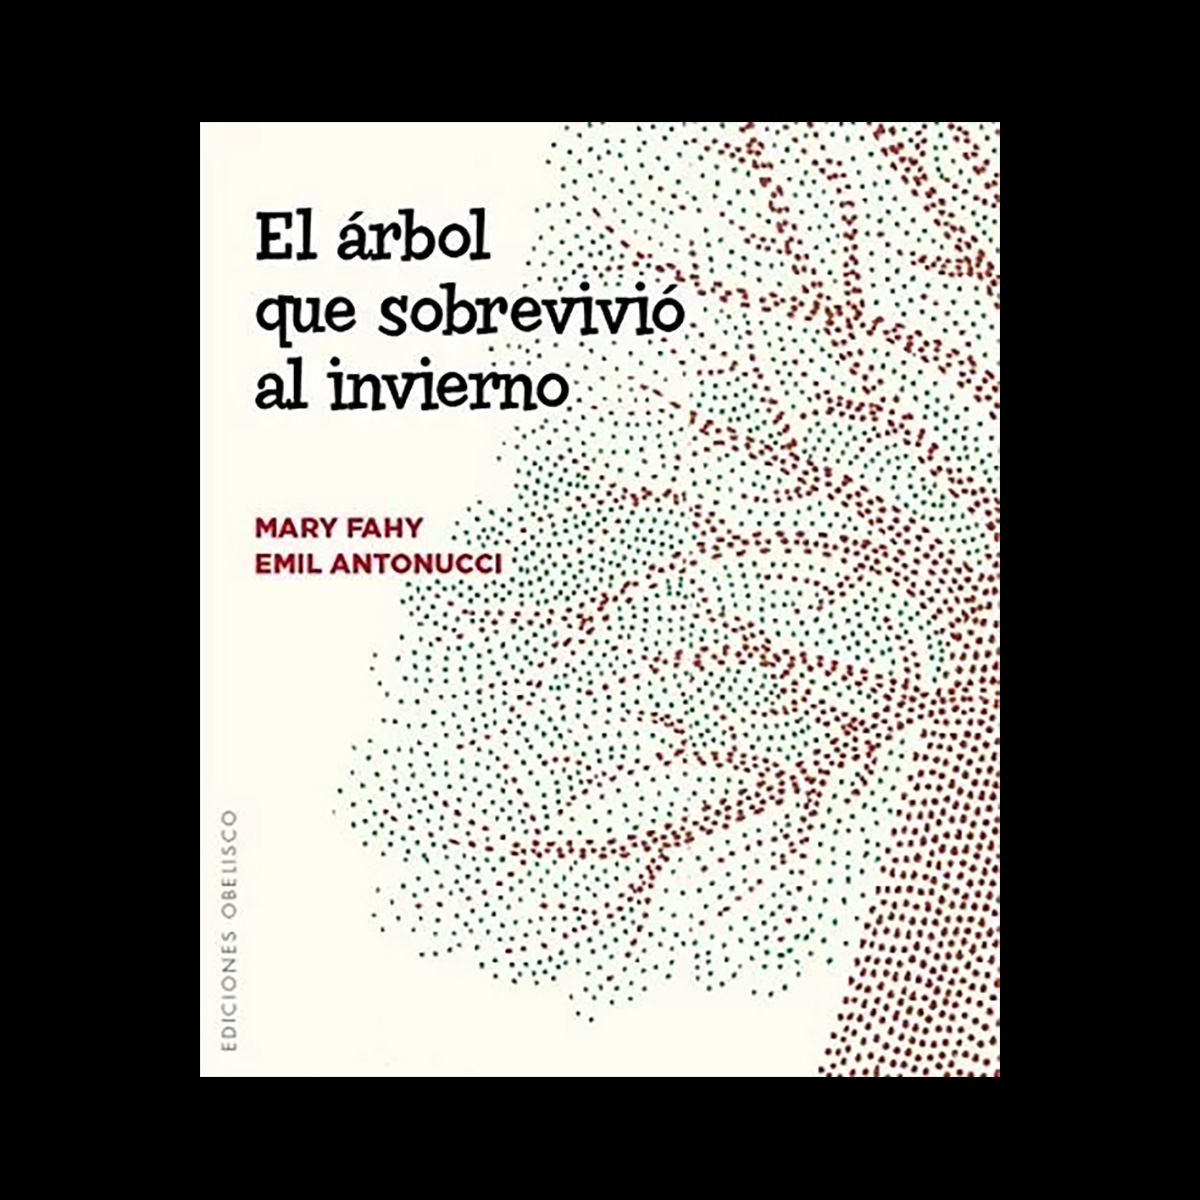 El árbol
que sobrevivió
al invierno
MARY FAHY
EMIL ANTONUCCI
EDICIONES OBELISCO